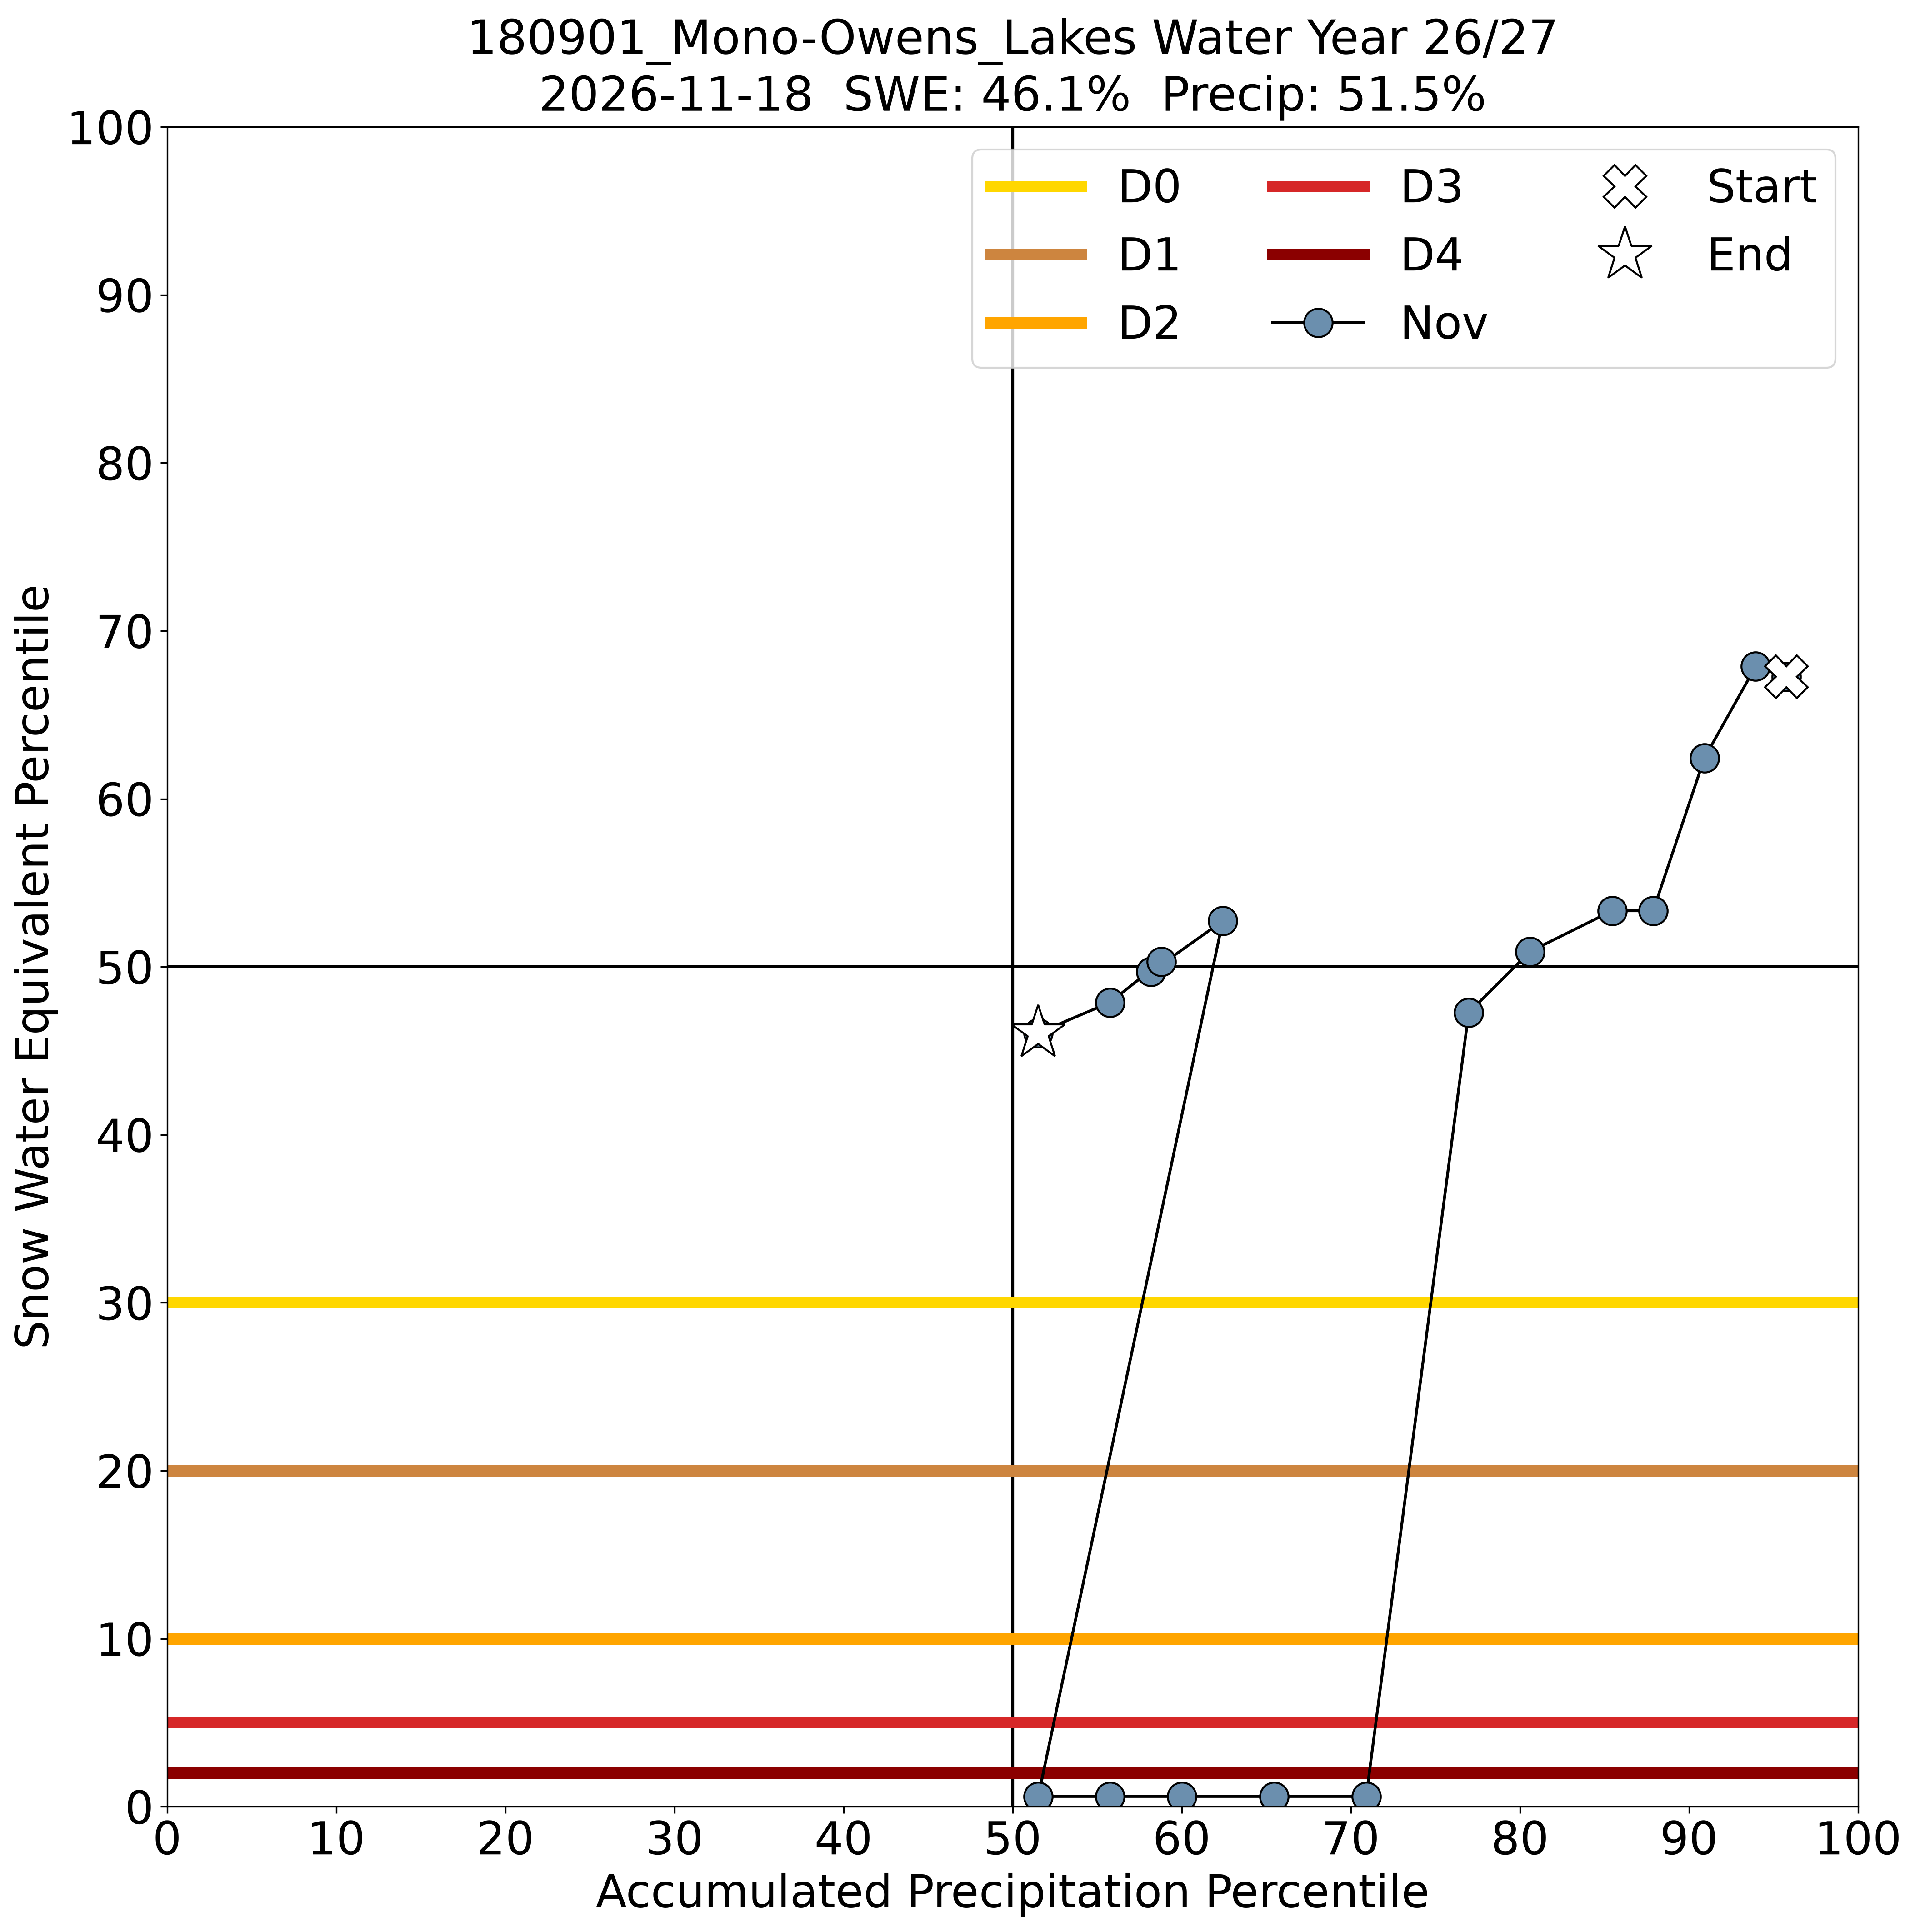 180901_Mono-Owens_Lakes Water Year 26/27
2026-11-18  SWE: 46.1%  Precip: 51.5%
D0
D1
D2
D3
D4
Nov
Start
End
Snow Water Equivalent Percentile
100
90
80
70
60
50
40
30
20
10
0
0 10 20 30 40 50 60 70 80 90 100
Accumulated Precipitation Percentile